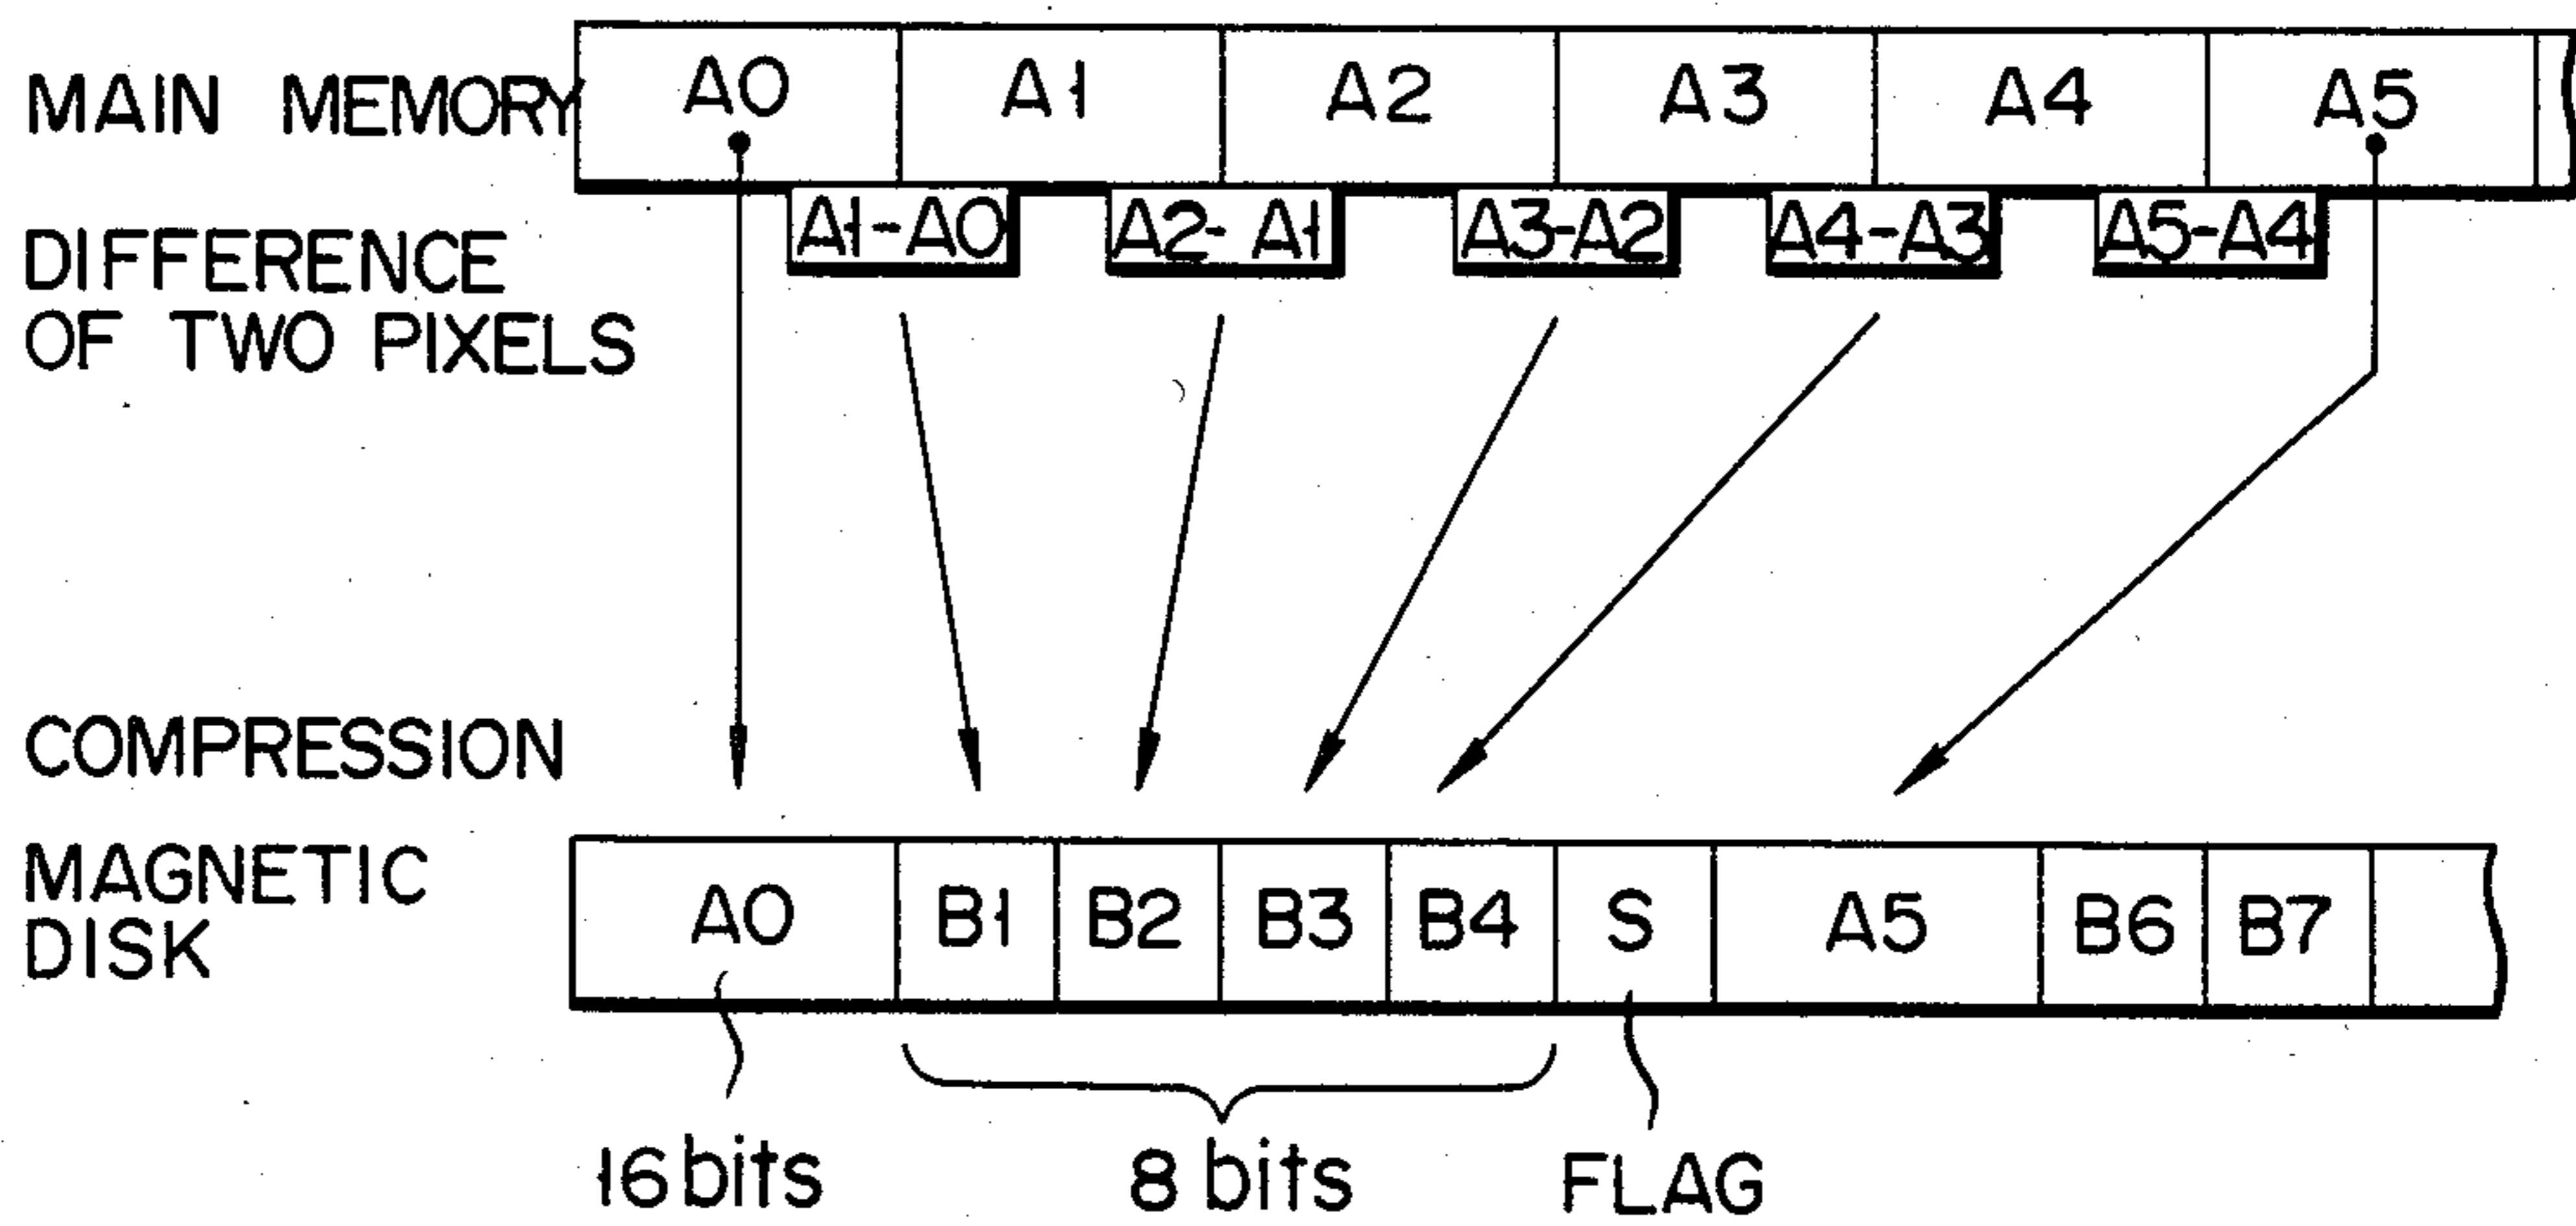 MAIN MEMORY A0 A1 A2 A3 A4 A5
A1-A0 A2-A1 A3-A2 A4-A3 A5-A4
DIFFERENCE
OF TWO PIXELS
COMPRESSION
MAGNETIC
DISK
A0 B1 B2 B3 B4 S A5 B6 B7
16bits 8 bits FLAG